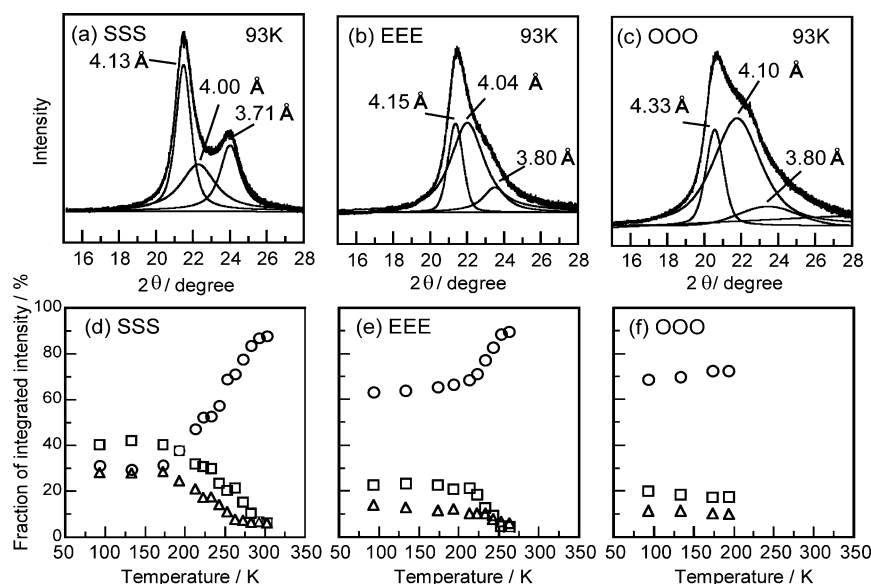 (a) SSS 93K
4.13 Å
4.00 Å
3.71 Å
Intensity
16 18 20 22 24 26 28
2θ/ degree
(b) EEE 93K
4.15 Å
4.04 Å
3.80 Å
16 18 20 22 24 26 28
2θ/ degree
(c) OOO 93K
4.33 Å
4.10 Å
3.80 Å
16 18 20 22 24 26 28
2θ/ degree
Fraction of integrated intensity / %
100
80
60
40
20
0
(d) SSS
50 100 150 200 250 300 350
Temperature / K
(e) EEE
50 100 150 200 250 300 350
Temperature / K
(f) OOO
50 100 150 200 250 300 350
Temperature / K